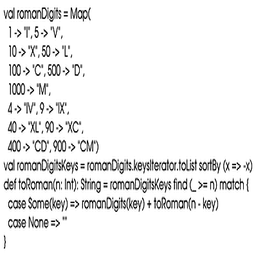 val romanDigits = Map(
1 -> "I", 5 -> "V",
10 -> "X", 50 -> "L",
100 -> "C", 500 -> "D",
1000 -> "M",
4 -> "IV", 9 -> "IX",
40 -> "XL", 90 -> "XC",
400 -> "CD", 900 -> "CM")
val romanDigitsKeys = romanDigits.keysIterator.toList sortBy (x => -x)
def toRoman(n: Int): String = romanDigitsKeys find (_ >= n) match {
case Some(key) => romanDigits(key) + toRoman(n - key)
case None => ""
}